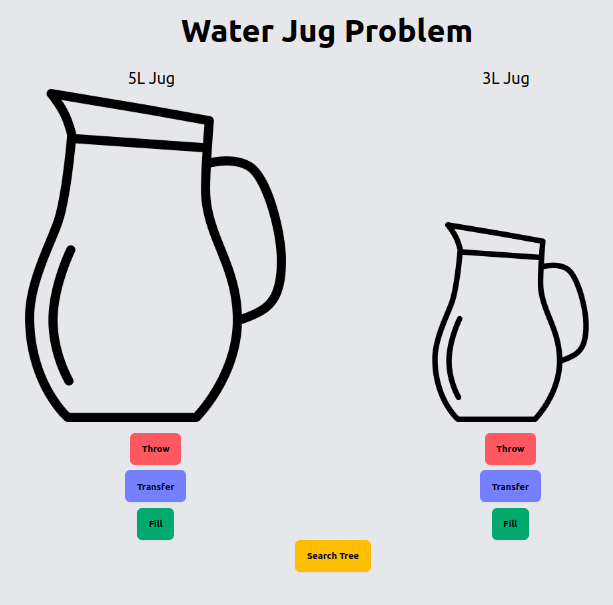 Water Jug Problem
5L Jug
3L Jug
Throw
Throw
Transfer
Transfer
Fill
Fill
Search Tree